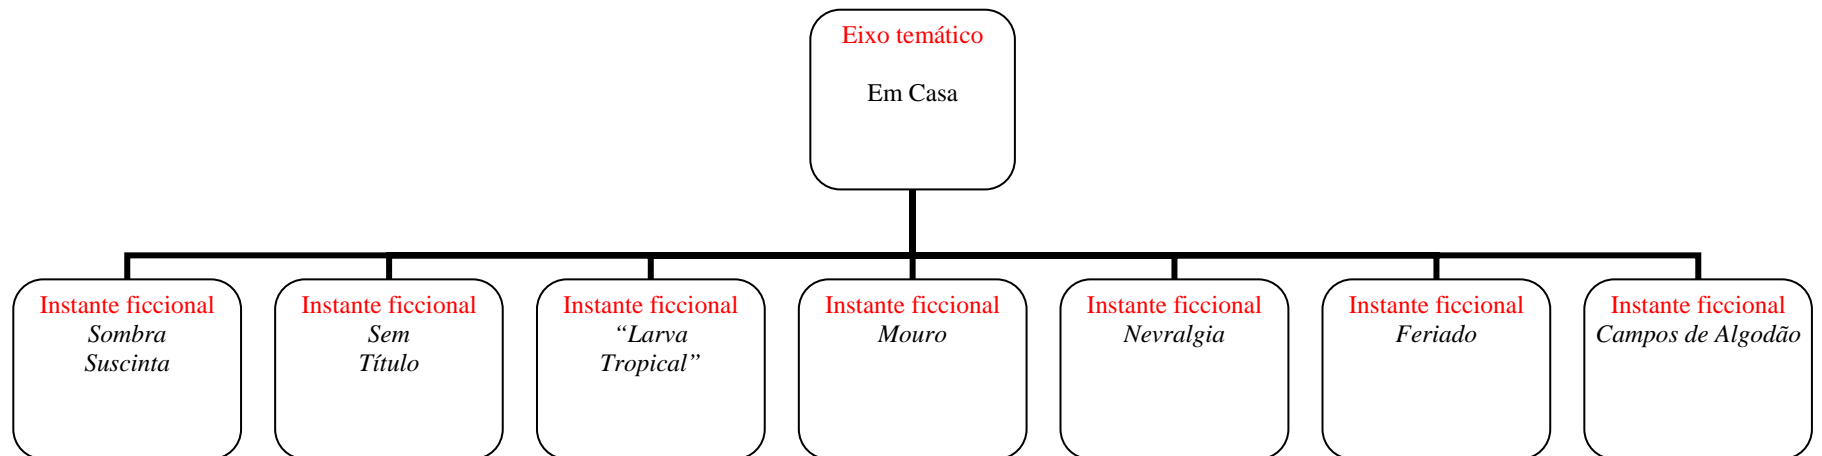 Eixo temático
Em Casa
Instante ficcional
Sombra
Suscinta
Instante ficcional
Sem
Título
Instante ficcional
“Larva
Tropical”
Instante ficcional
Mouro
Instante ficcional
Nevralgia
Instante ficcional
Feriado
Instante ficcional
Campos de Algodão